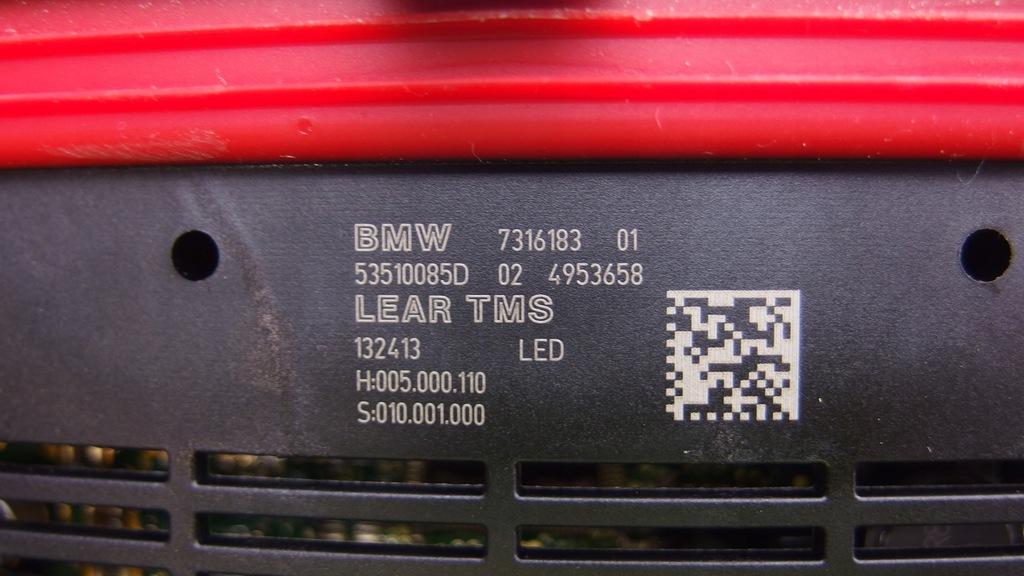 BMW 7316183 01
53510085D 02 4953658
LEAR TMS
132413 LED
H:005.000.110
S:010.001.000